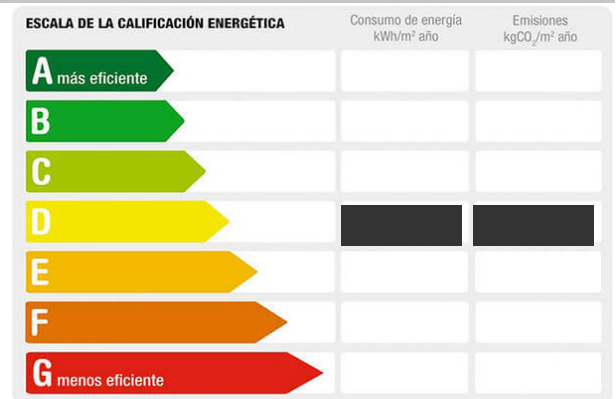 ESCALA DE LA CALIFICACIÓN ENERGÉTICA
Consumo de energía
kWh/m² año
Emisiones
kgCO₂/m² año
A más eficiente
B
C
D
E
F
G menos eficiente